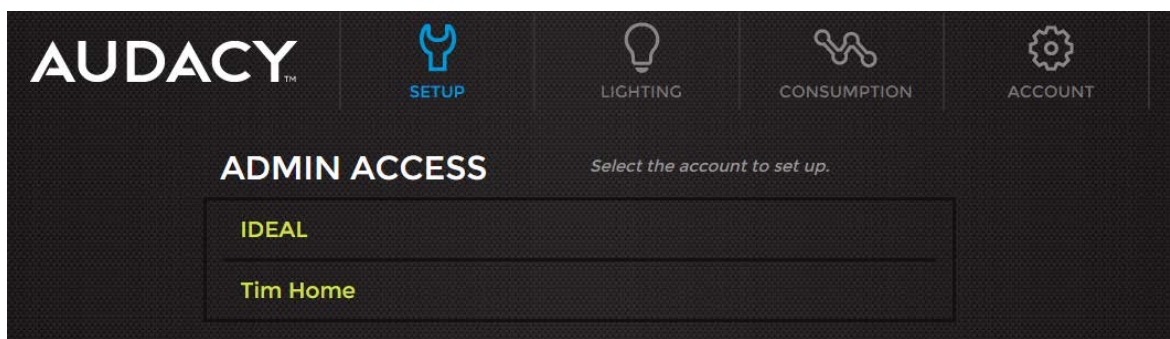 AUDACY™
SETUP
LIGHTING
CONSUMPTION
ACCOUNT
ADMIN ACCESS
Select the account to set up.
IDEAL
Tim Home